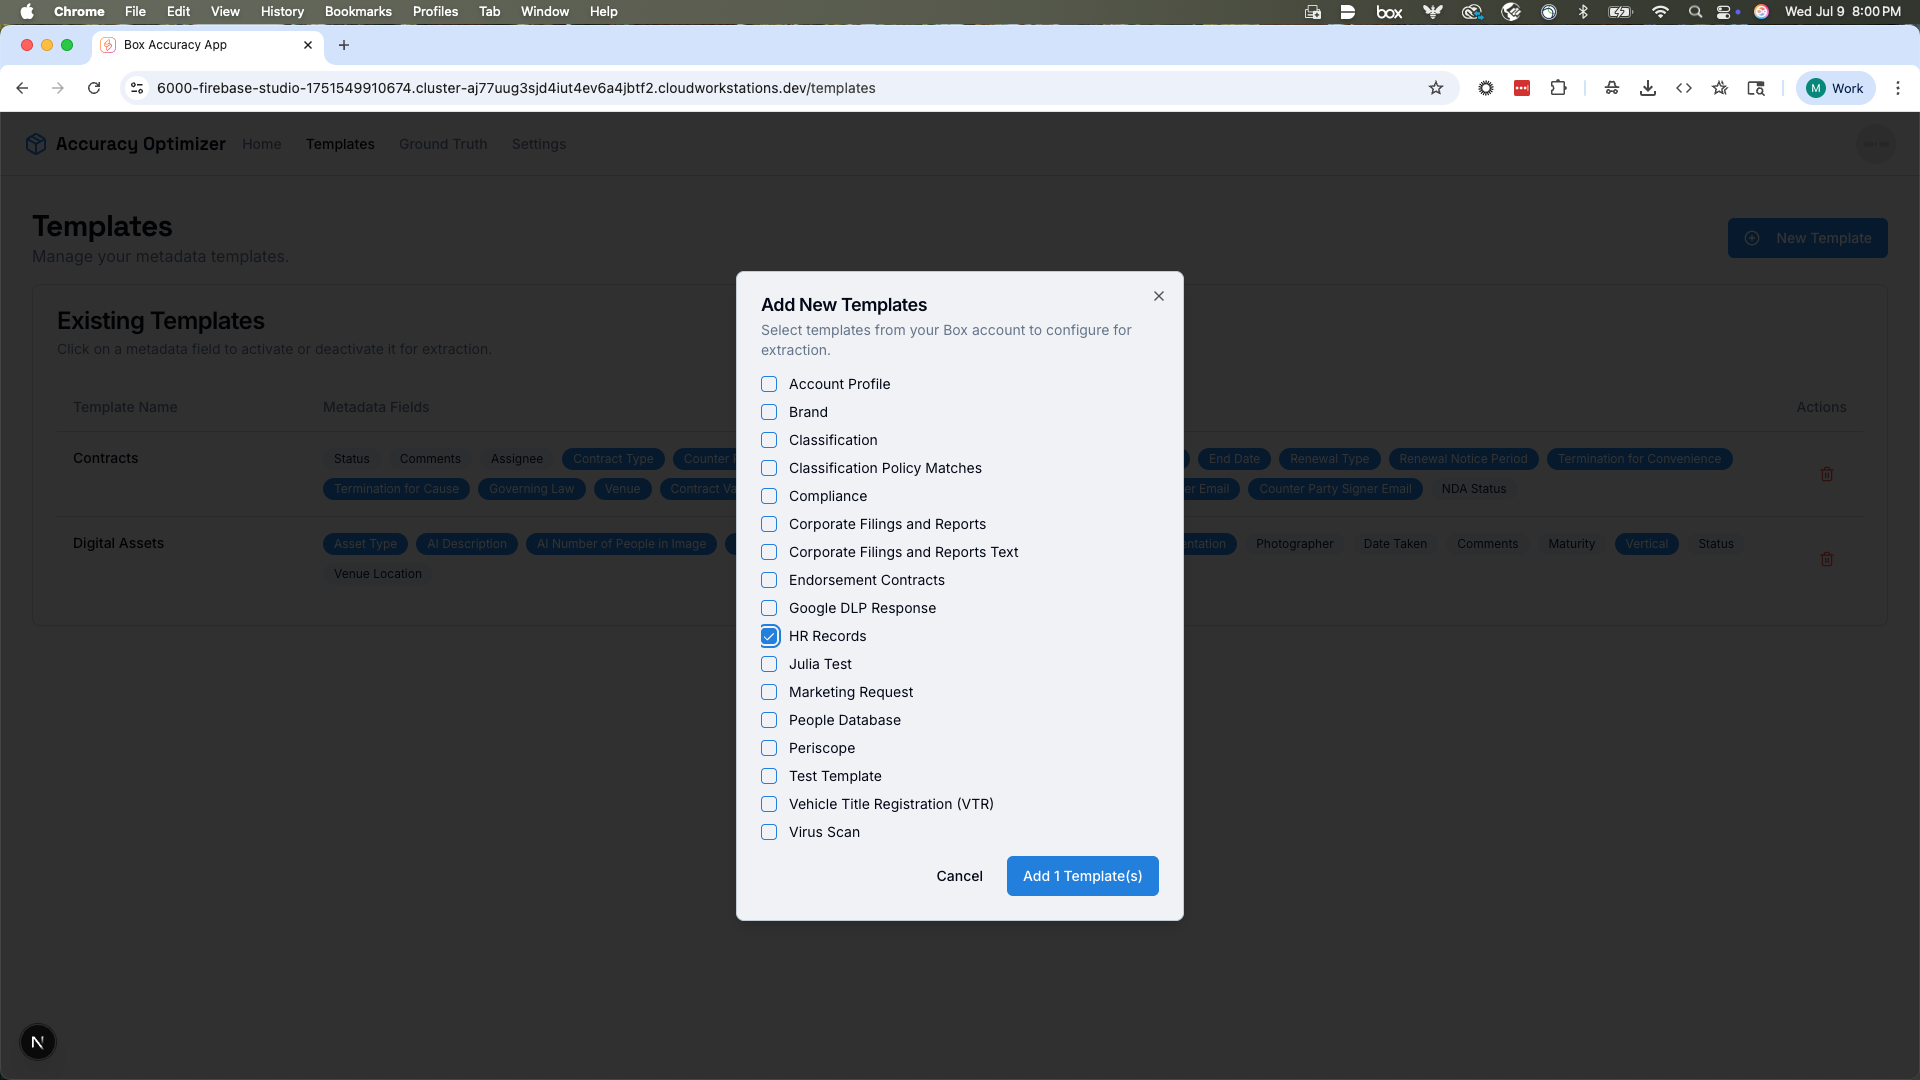 Chrome File Edit View History Bookmarks Profiles Tab Window Help box Wed Jul 9 8:00 PM
Box Accuracy App
6000-firebase-studio-1751549910674.cluster-aj77uug3sjd4iut4ev6a4jbtf2.cloudworkstations.dev/templates M Work
Accuracy Optimizer Home Templates Ground Truth Settings
Templates
Manage your metadata templates.
New Template
Existing Templates
Click on a metadata field to activate or deactivate it for extraction.
Template Name Metadata Fields Actions
Contracts Status Comments Assignee Contract Type Counter End Date Renewal Type Renewal Notice Period Termination for Convenience
Termination for Cause Governing Law Venue Contract Email Counter Party Signer Email NDA Status
Digital Assets Asset Type AI Description AI Number of People in Image Photographer Date Taken Comments Maturity Vertical Status
Venue Location
Add New Templates
Select templates from your Box account to configure for
extraction.
Account Profile
Brand
Classification
Classification Policy Matches
Compliance
Corporate Filings and Reports
Corporate Filings and Reports Text
Endorsement Contracts
Google DLP Response
HR Records
Julia Test
Marketing Request
People Database
Periscope
Test Template
Vehicle Title Registration (VTR)
Virus Scan
Cancel Add 1 Template(s)
N